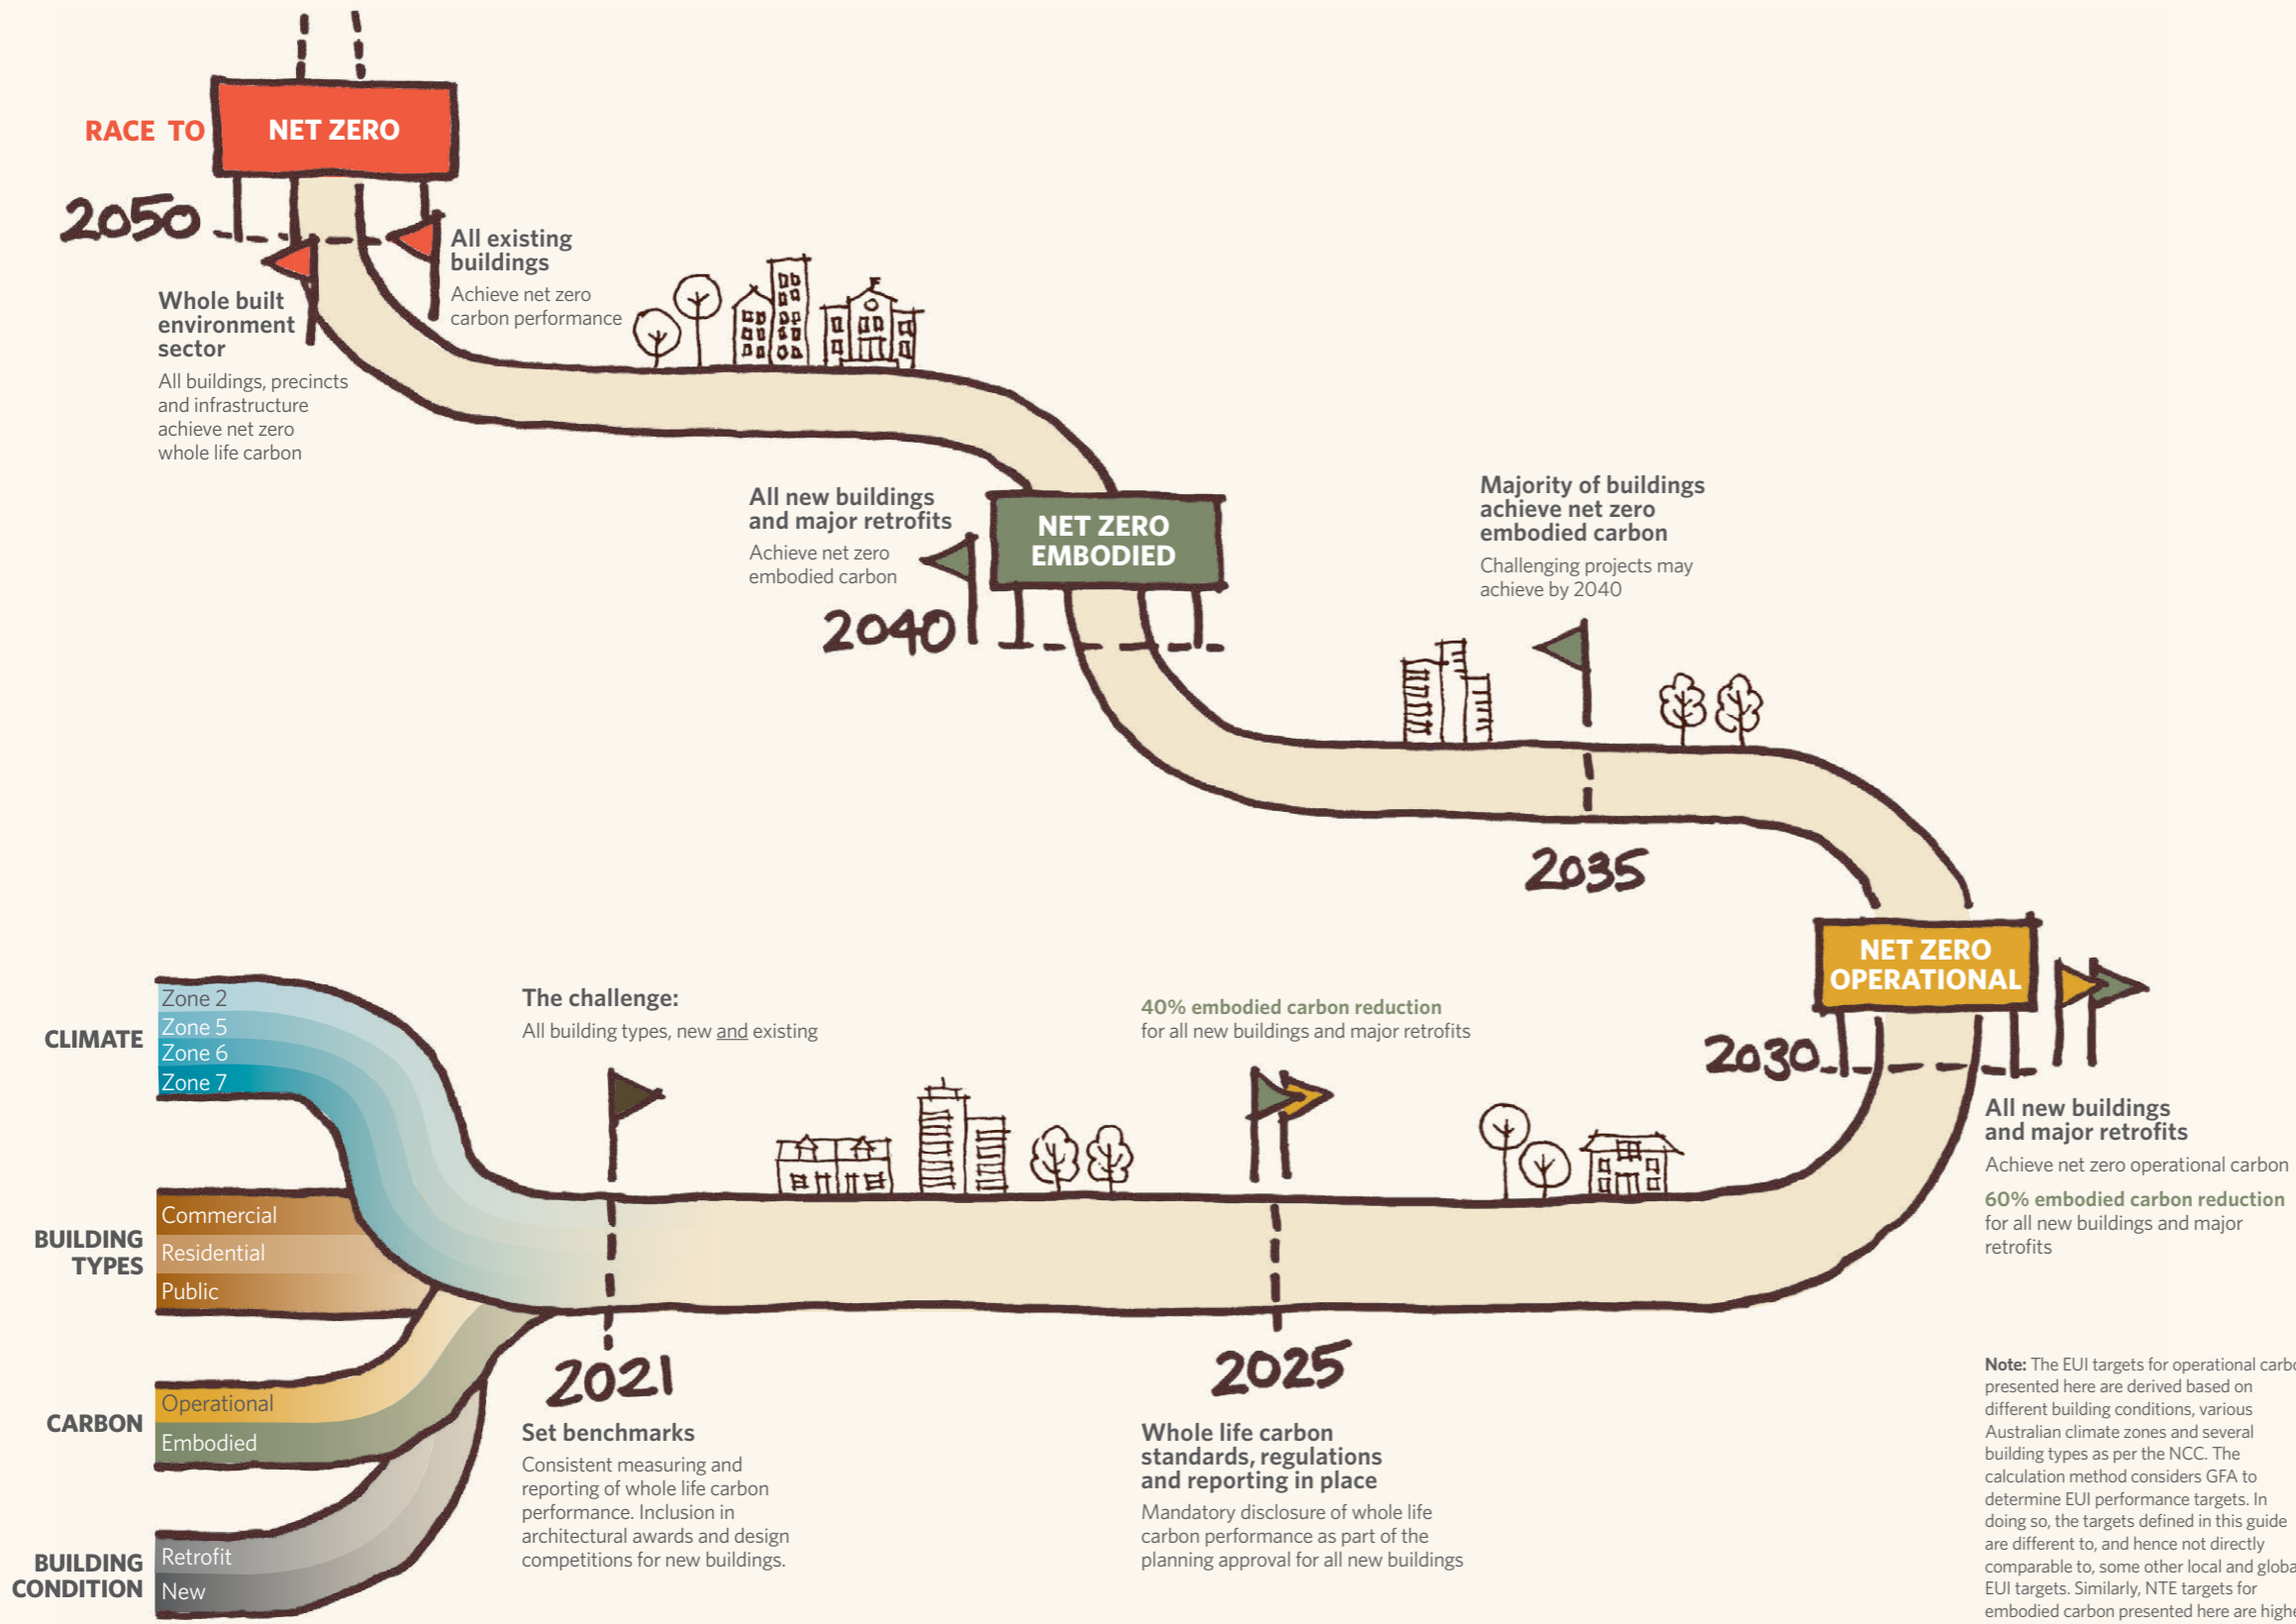 RACE TO
NET ZERO
2050
All existing
buildings
Achieve net zero
carbon performance
Whole built
environment
sector
All buildings, precincts
and infrastructure
achieve net zero
whole life carbon
All new buildings
and major retrofits
Achieve net zero
embodied carbon
NET ZERO
EMBODIED
2040
Majority of buildings
achieve net zero
embodied carbon
Challenging projects may
achieve by 2040
2035
NET ZERO
OPERATIONAL
2030
All new buildings
and major retrofits
Achieve net zero operational carbon
60% embodied carbon reduction
for all new buildings and major
retrofits
CLIMATE
Zone 2
Zone 5
Zone 6
Zone 7
BUILDING
TYPES
Commercial
Residential
Public
CARBON
Operational
Embodied
BUILDING
CONDITION
Retrofit
New
The challenge:
All building types, new and existing
2021
Set benchmarks
Consistent measuring and
reporting of whole life carbon
performance. Inclusion in
architectural awards and design
competitions for new buildings.
40% embodied carbon reduction
for all new buildings and major retrofits
2025
Whole life carbon
standards, regulations
and reporting in place
Mandatory disclosure of whole life
carbon performance as part of the
planning approval for all new buildings
Note: The EUI targets for operational
presented here are derived based on
different building conditions, various
Australian climate zones and several
building types as per the NCC. The
calculation method considers GFA to
determine EUI performance targets. In
doing so, the targets defined in this guide
are different to, and hence not directly
comparable to, some other local and
EUI targets. Similarly, NTE targets for
embodied carbon presented here are